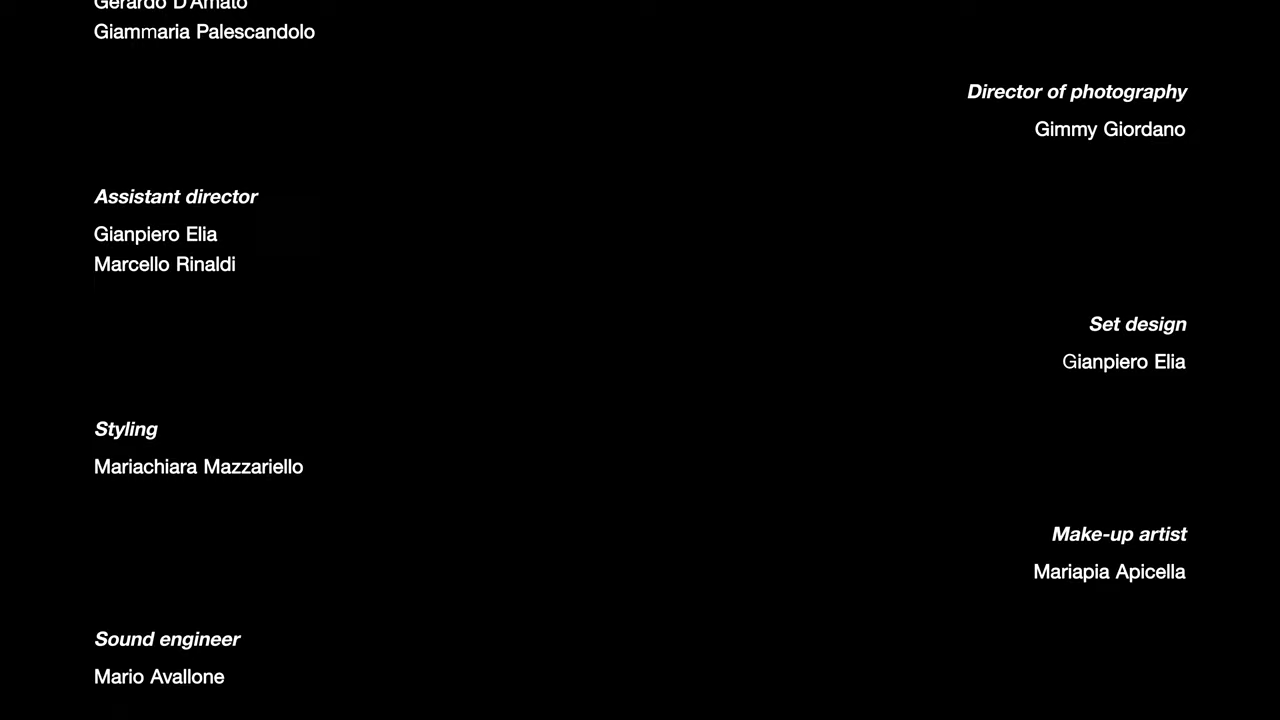 Gerardo D'Amato
Giammaria Palescandolo
Director of photography
Gimmy Giordano
Assistant director
Gianpiero Elia
Marcello Rinaldi
Set design
Gianpiero Elia
Styling
Mariachiara Mazzariello
Make-up artist
Mariapia Apicella
Sound engineer
Mario Avallone